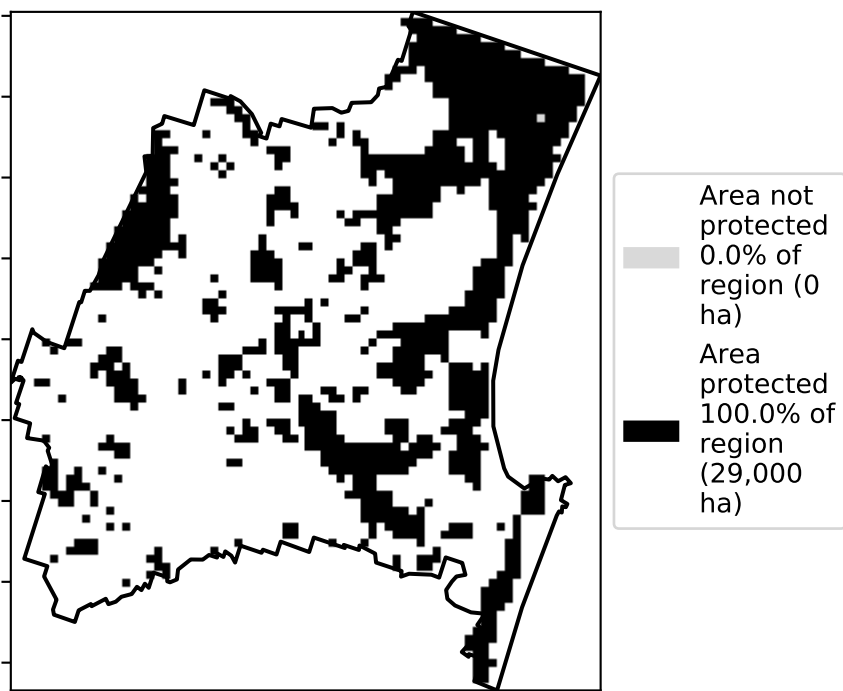 Area not
protected
0.0% of
region (0
ha)
Area
protected
100.0% of
region
(29,000
ha)